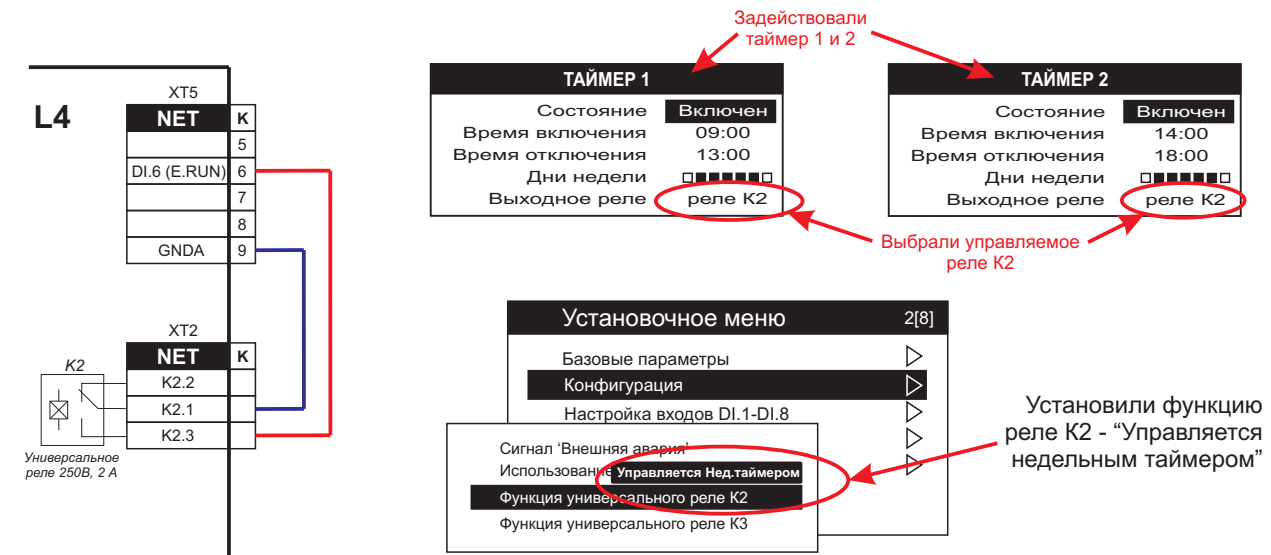 L4
XT5
NET K
5
DI.6 (E.RUN) 6
7
8
GNDA 9
XT2
NET K
K2
K2.2
K2.1
K2.3
Универсальное
реле 250В, 2 А
Задействовали
таймер 1 и 2
ТАЙМЕР 1
Состояние Включен
Время включения 09:00
Время отключения 13:00
Дни недели
Выходное реле реле К2
ТАЙМЕР 2
Состояние Включен
Время включения 14:00
Время отключения 18:00
Дни недели
Выходное реле реле К2
Выбрали управляемое
реле К2
Установочное меню 2[8]
Базовые параметры
Конфигурация
Настройка входов DI.1-DI.8
Сигнал ‘Внешняя авария’
Использование Управляется Нед.таймером
Функция универсального реле К2
Функция универсального реле К3
Установили функцию
реле К2 - “Управляется
недельным таймером”